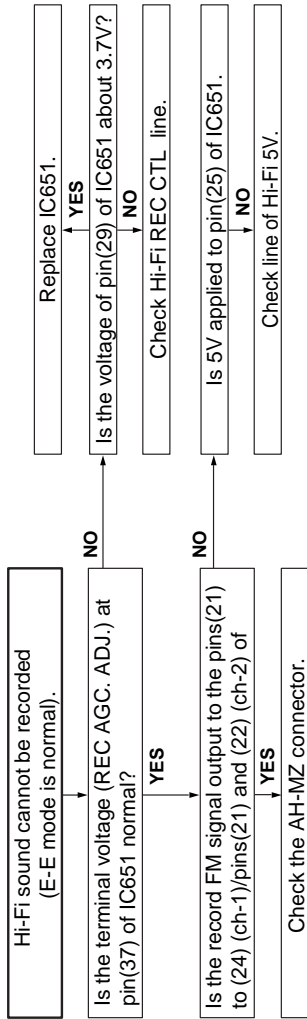 Hi-Fi sound cannot be recorded
(E-E mode is normal).
Is the terminal voltage (REC AGC. ADJ.) at
pin(37) of IC651 normal?
NO
YES
Replace IC651.
YES
Is the voltage of pin(29) of IC651 about 3.7V?
NO
Check Hi-Fi REC CTL line.
Is the record FM signal output to the pins(21)
to (24) (ch-1)/pins(21) and (22) (ch-2) of
NO
YES
Is 5V applied to pin(25) of IC651.
NO
Check line of Hi-Fi 5V.
Check the AH-MZ connector.